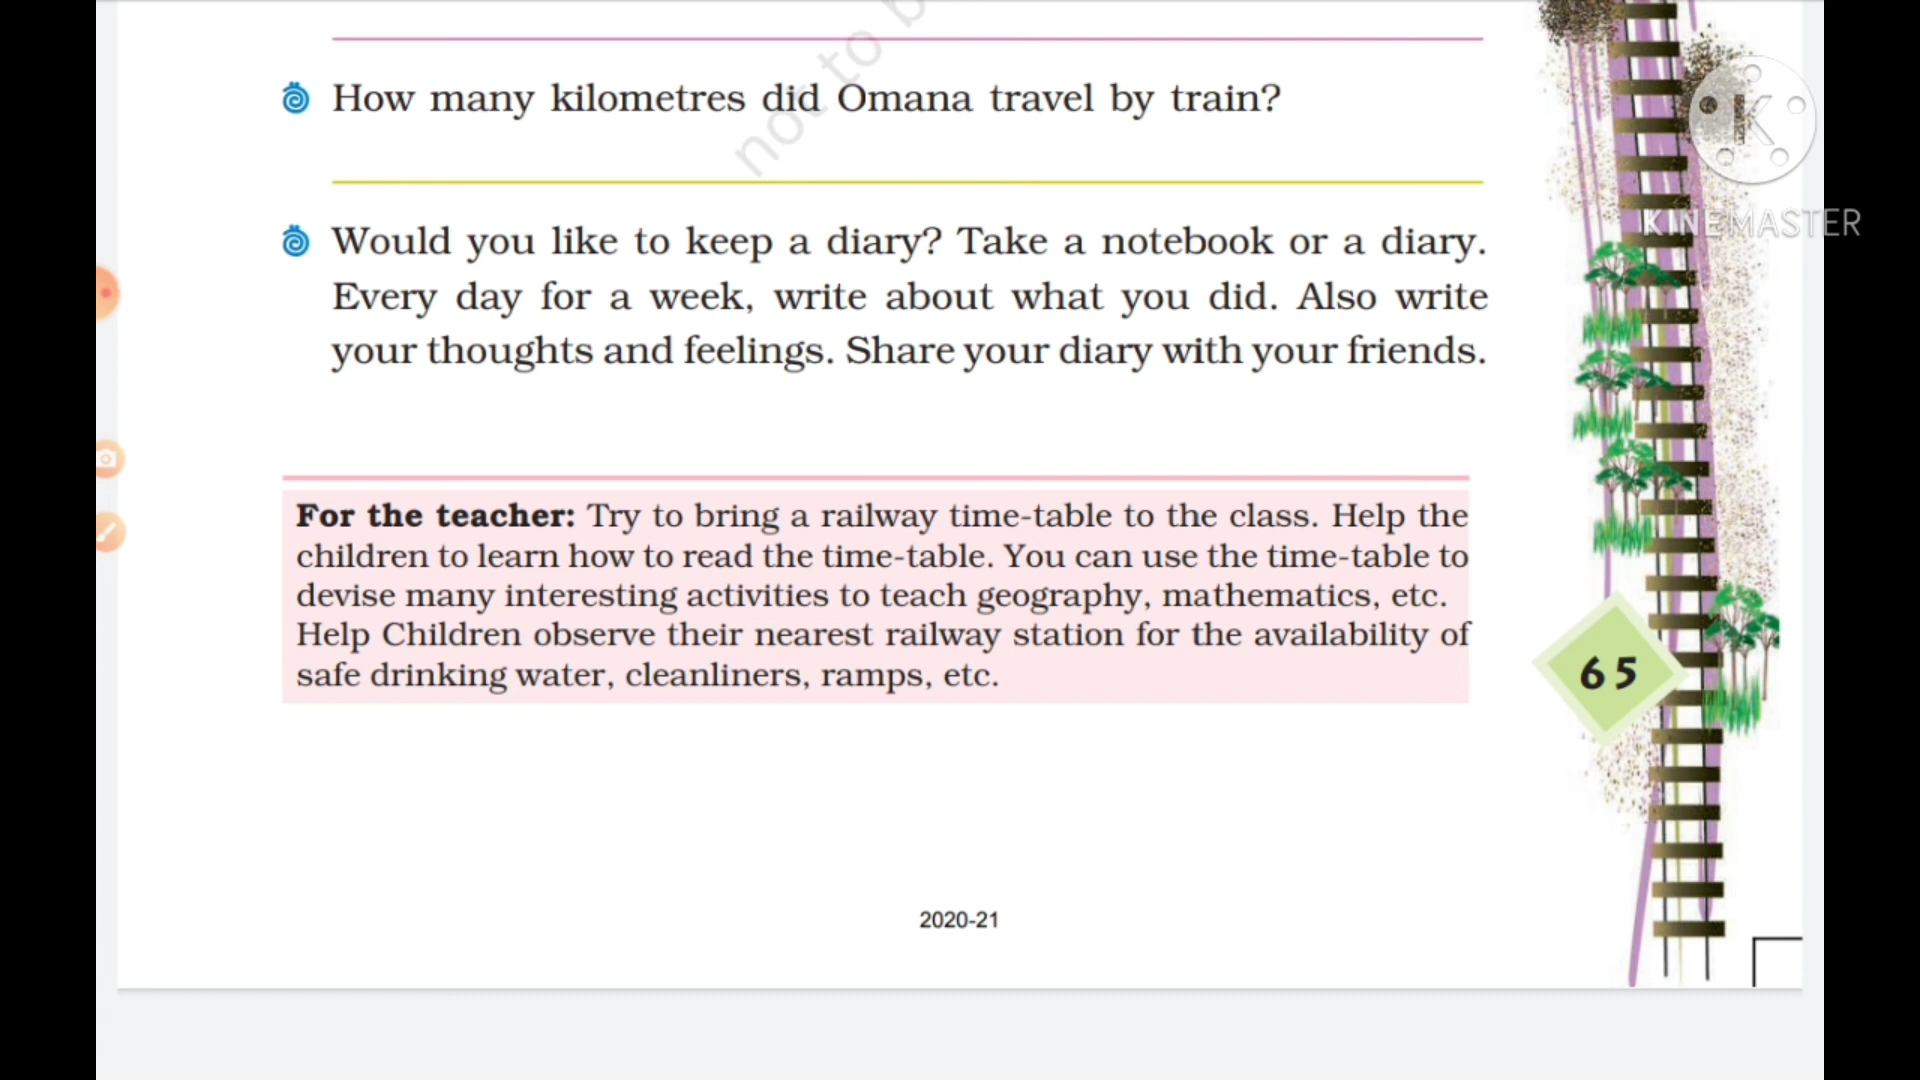 not to b
How many kilometres did Omana travel by train?
K
KINEMASTER
Would you like to keep a diary? Take a notebook or a diary.
Every day for a week, write about what you did. Also write
your thoughts and feelings. Share your diary with your friends.
For the teacher: Try to bring a railway time-table to the class. Help the
children to learn how to read the time-table. You can use the time-table to
devise many interesting activities to teach geography, mathematics, etc.
Help Children observe their nearest railway station for the availability of
safe drinking water, cleanliners, ramps, etc.
65
2020-21